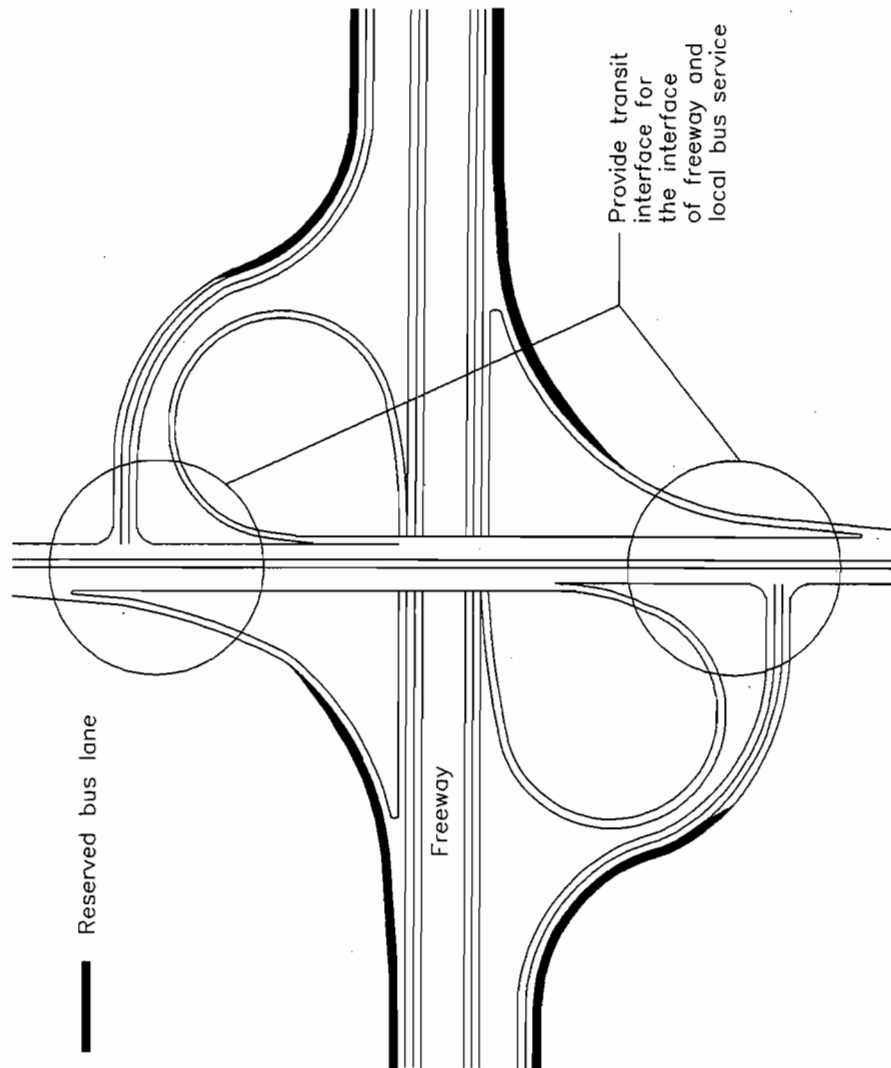 Reserved bus lane
Freeway
Provide transit
interface for
the interface
of freeway and
local bus service